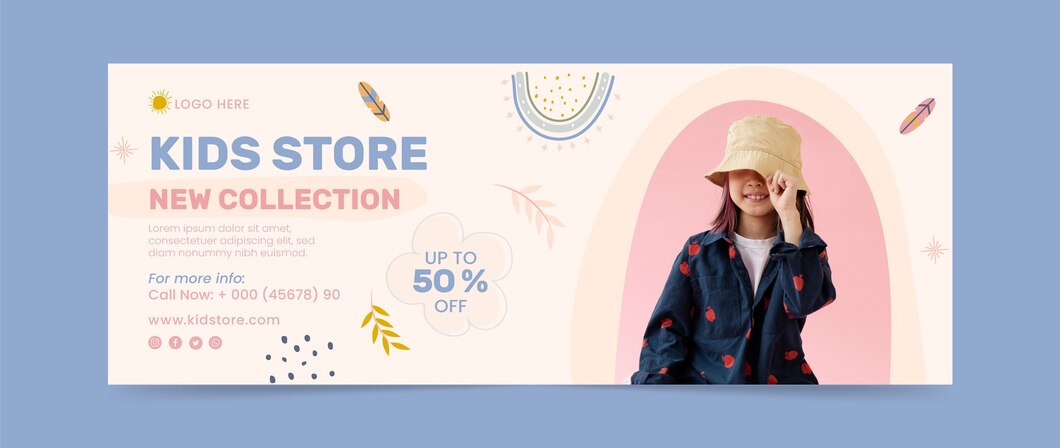 LOGO HERE
KIDS STORE
NEW COLLECTION
Lorem ipsum dolor sit amet,
consectetuer adipiscing elit, sed
diam nonummy nibh euismod.
For more info:
Call Now: + 000 (45678) 90
www.kidstore.com
UP TO
50 %
OFF